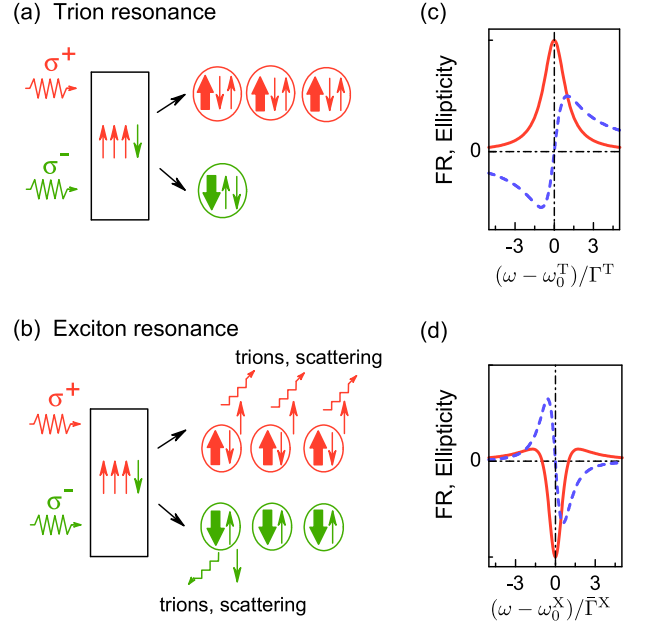 (a) Trion resonance
σ+
σ−
(c)
FR, Ellipticity
0
-3 0 3
(ω − ω₀ᵀ)/Γᵀ
(b) Exciton resonance
trions, scattering
σ+
σ−
trions, scattering
(d)
FR, Ellipticity
0
-3 0 3
(ω − ω₀ˣ)/Γ̄ˣ